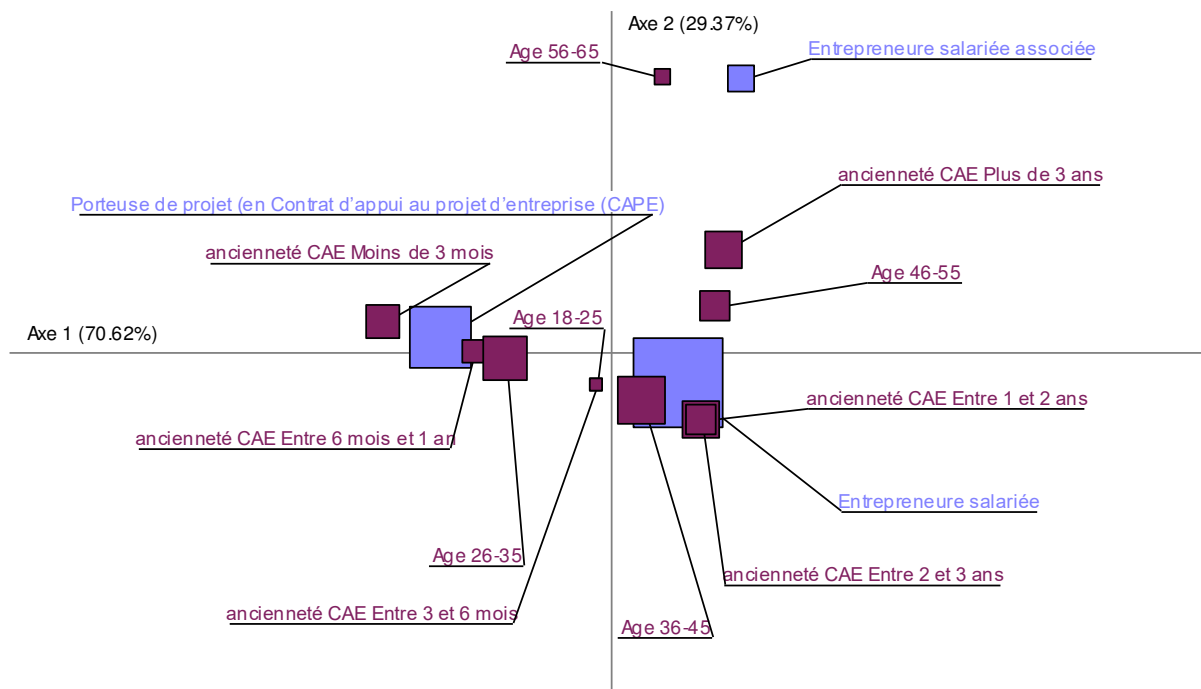 Axe 2 (29.37%)
Age 56-65
Entrepreneure salariée associée
ancienneté CAE Plus de 3 ans
Porteuse de projet (en Contrat d'appui au projet d'entreprise (CAPE)
ancienneté CAE Moins de 3 mois
Age 46-55
Age 18-25
Axe 1 (70.62%)
ancienneté CAE Entre 1 et 2 ans
ancienneté CAE Entre 6 mois et 1 an
Entrepreneure salariée
Age 26-35
ancienneté CAE Entre 2 et 3 ans
ancienneté CAE Entre 3 et 6 mois
Age 36-45